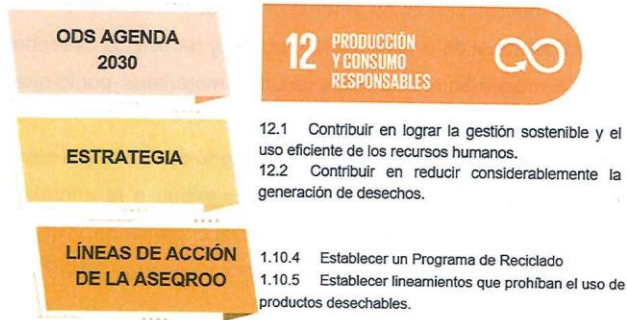 ODS AGENDA
2030
12 PRODUCCIÓN
Y CONSUMO
RESPONSABLES
ESTRATEGIA
12.1 Contribuir en lograr la gestión sostenible y el
uso eficiente de los recursos humanos.
12.2 Contribuir en reducir considerablemente la
generación de desechos.
LÍNEAS DE ACCIÓN
DE LA ASEQROO
1.10.4 Establecer un Programa de Reciclado
1.10.5 Establecer lineamientos que prohíban el uso de
productos desechables.